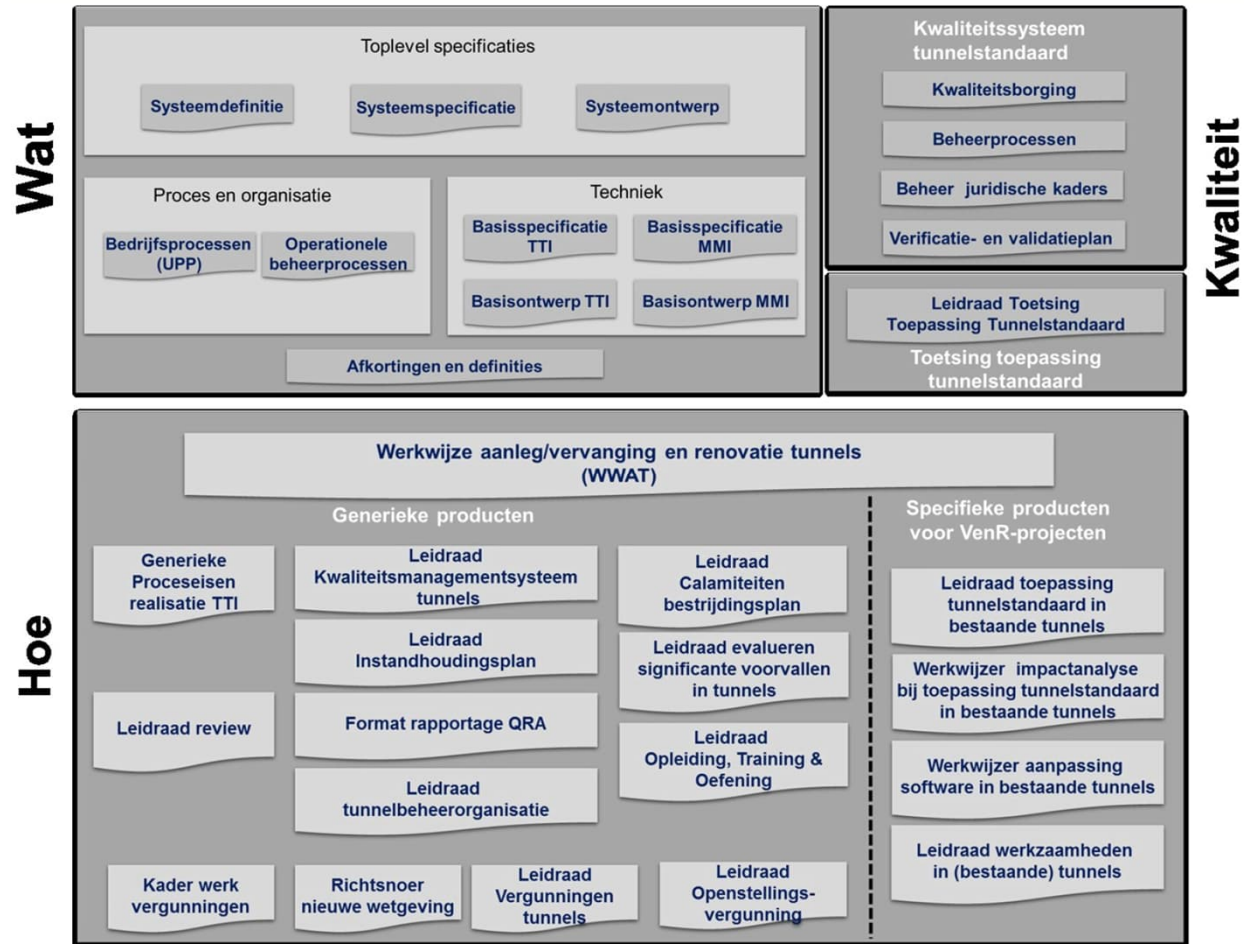 Wat
Toplevel specificaties
Systeemdefinitie
Systeemspecificatie
Systeemontwerp
Proces en organisatie
Bedrijfsprocessen
(UPP)
Operationele
beheerprocessen
Techniek
Basisspecificatie
TTI
Basisspecificatie
MMI
Basisontwerp TTI
Basisontwerp MMI
Afkortingen en definities
Kwaliteit
Kwaliteitssysteem
tunnelstandaard
Kwaliteitsborging
Beheerprocessen
Beheer juridische kaders
Verificatie- en validatieplan
Leidraad Toetsing
Toepassing Tunnelstandaard
Toetsing toepassing
tunnelstandaard
Hoe
Werkwijze aanleg/vervanging en renovatie tunnels
(WWAT)
Generieke producten
Generieke
Proceseisen
realisatie TTI
Leidraad review
Leidraad
Kwaliteitsmanagementsysteem
tunnels
Leidraad
Instandhoudingsplan
Format rapportage QRA
Leidraad
tunnelbeheerorganisatie
Leidraad
Calamiteiten
bestrijdingsplan
Leidraad evalueren
significante voorvallen
in tunnels
Leidraad
Opleiding, Training &
Oefening
Kader werk
vergunningen
Richtsnoer
nieuwe wetgeving
Leidraad
Vergunningen
tunnels
Leidraad
Openstellings-
vergunning
Specifieke producten
voor VenR-projecten
Leidraad toepassing
tunnelstandaard in
bestaande tunnels
Werkwijzer impactanalyse
bij toepassing tunnelstandaard
in bestaande tunnels
Werkwijzer aanpassing
software in bestaande tunnels
Leidraad werkzaamheden
in (bestaande) tunnels